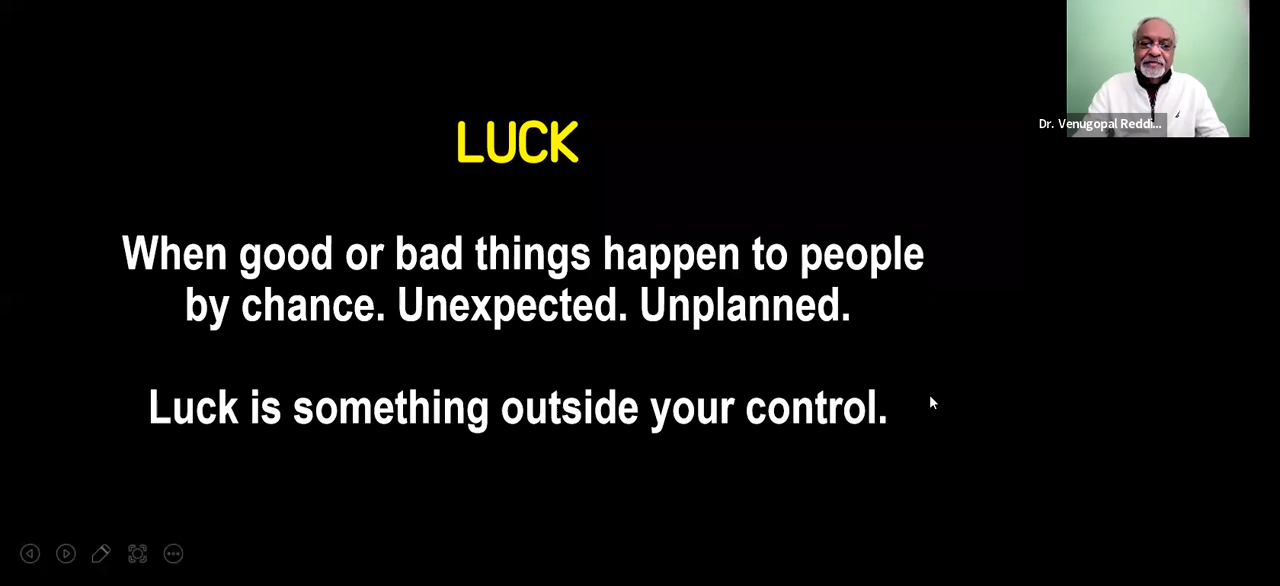 LUCK
When good or bad things happen to people
by chance. Unexpected. Unplanned.
Luck is something outside your control.
Dr. Venugopal Reddi...